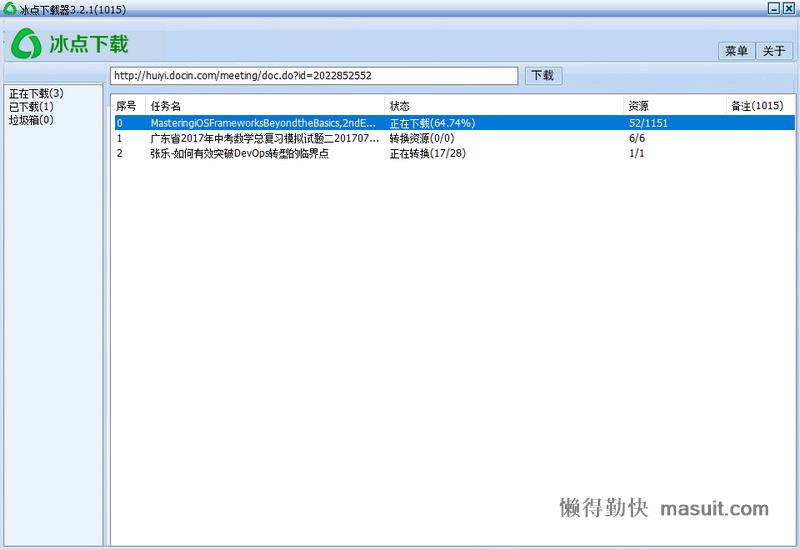 冰点下载器3.2.1(1015)
冰点下载
菜单 关于
http://huiyi.docin.com/meeting/doc.do?id=2022852552 下载
正在下载(3)
已下载(1)
垃圾箱(0)
序号 任务名 状态 资源 备注(1015)
0 MasteringiOSFrameworksBeyondtheBasics,2ndE... 正在下载(64.74%) 52/1151
1 广东省2017年中考数学总复习模拟试题二201707... 转换资源(0/0) 6/6
2 张乐-如何有效突破DevOps转型的临界点 正在转换(17/28) 1/1
懒得勤快 masuit.com